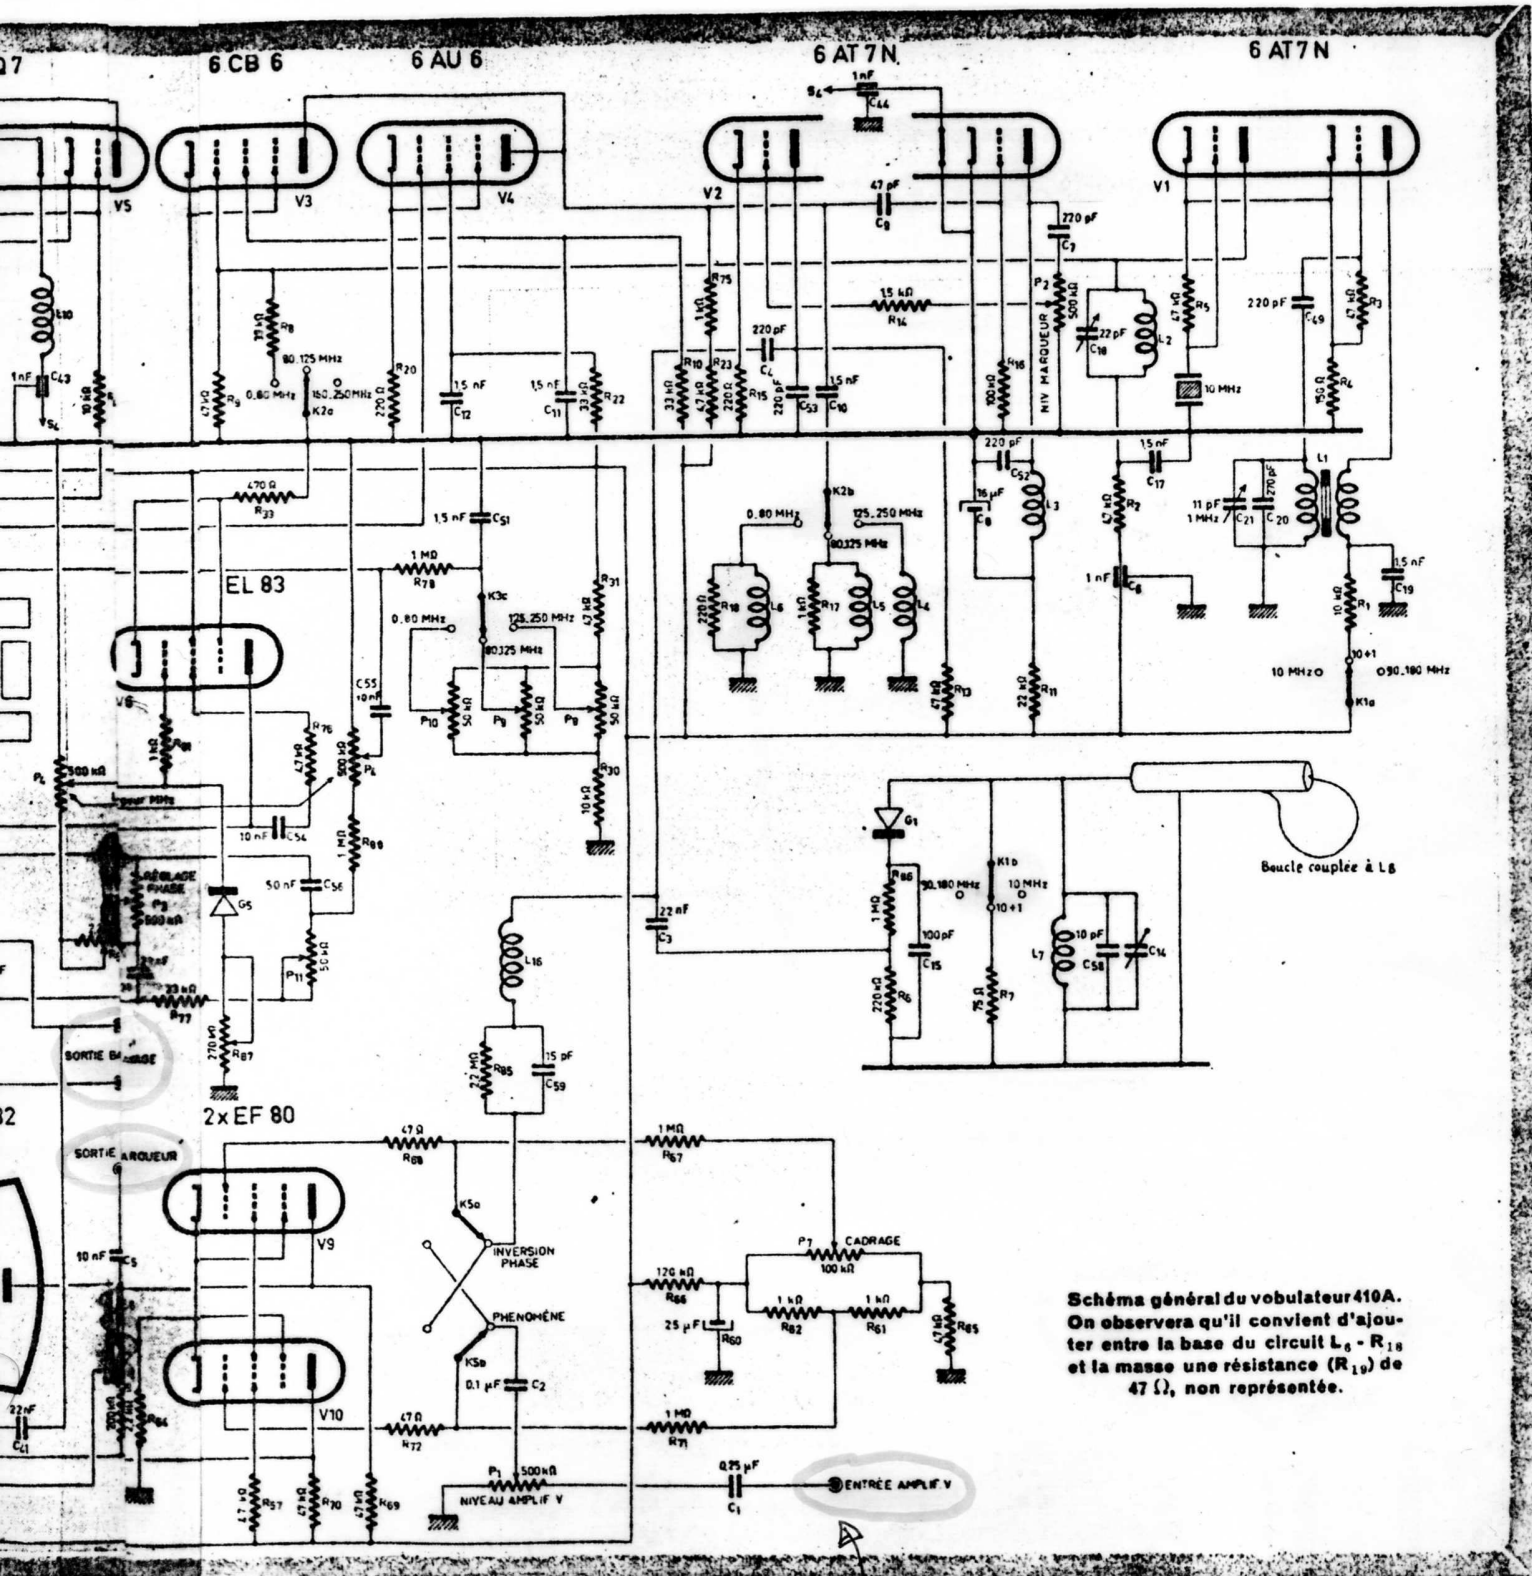 Q7
6 CB 6
6 AU 6
6 AT 7 N
6 AT 7 N
1 nF
S4
C44
V5
V3
V4
V2
V1
47 pF
C9
220 pF
C7
L10
R8
33 kΩ
80.125 MHz
0.80 MHz
160.250 MHz
K2a
1 nF
C43
S4
10 kΩ
47 kΩ
R9
R20
220 Ω
1,5 nF
C12
1,5 nF
C11
33 kΩ
R22
R75
1 kΩ
R10
33 kΩ
R23
47 kΩ
220 Ω
R15
220 pF
C4
220 pF
C53
1,5 nF
C10
1,5 kΩ
R14
R16
100 kΩ
P2
500 kΩ
NIV MARQUEUR
22 pF
C18
L2
47 kΩ
R5
10 MHz
220 pF
C49
47 kΩ
R3
150 Ω
R4
470 Ω
R33
1,5 nF
C51
1 MΩ
R78
EL 83
V6
K3c
0.80 MHz
125.250 MHz
80.125 MHz
R31
47 kΩ
C55
10 nF
P10
50 kΩ
P9
50 kΩ
P8
50 kΩ
R30
10 kΩ
K2b
0.80 MHz
125.250 MHz
80.125 MHz
220 Ω
R18
L6
1 kΩ
R17
L5
L4
220 pF
C52
16 µF
C8
L3
47 kΩ
R13
22 kΩ
R11
1,5 nF
C17
47 kΩ
R2
1 nF
C6
11 pF
1 MHz
C21
270 pF
C20
L1
1,5 nF
C19
10 kΩ
R1
10+1
10 MHz
90.180 MHz
K1a
1 kΩ
R76
4,7 kΩ
500 kΩ
P4
500 kΩ
10 nF
C54
1 MΩ
50 nF
C56
RÉGLAGE
PHASE
P3
500 kΩ
G5
P11
50 kΩ
33 kΩ
R77
270 kΩ
R87
SORTIE
L16
22 nF
C3
2,2 MΩ
R85
15 pF
C59
G1
R86
1 MΩ
100 pF
C15
220 kΩ
R6
K1b
90.180 MHz
10 MHz
10+1
75 Ω
R7
L7
10 pF
C58
C14
Boucle couplée à L8
2 x EF 80
SORTIE
V9
10 nF
C5
V10
47 Ω
R68
K5a
INVERSION
PHASE
PHENOMÈNE
K5b
0.1 µF
C2
47 Ω
R72
1 MΩ
R67
P7
CADRAGE
100 kΩ
120 kΩ
R66
1 kΩ
R62
1 kΩ
R61
25 µF
R60
47 kΩ
R65
1 MΩ
R71
22 nF
C41
R64
4,7 kΩ
R57
47 kΩ
R70
47 kΩ
R69
P1
500 kΩ
NIVEAU AMPLIF V
0,25 µF
C1
ENTRÉE AMPLIF. V
Schéma général du vobulateur 410A.
On observera qu'il convient d'ajou-
ter entre la base du circuit L6 - R18
et la masse une résistance (R19) de
47 Ω, non représentée.